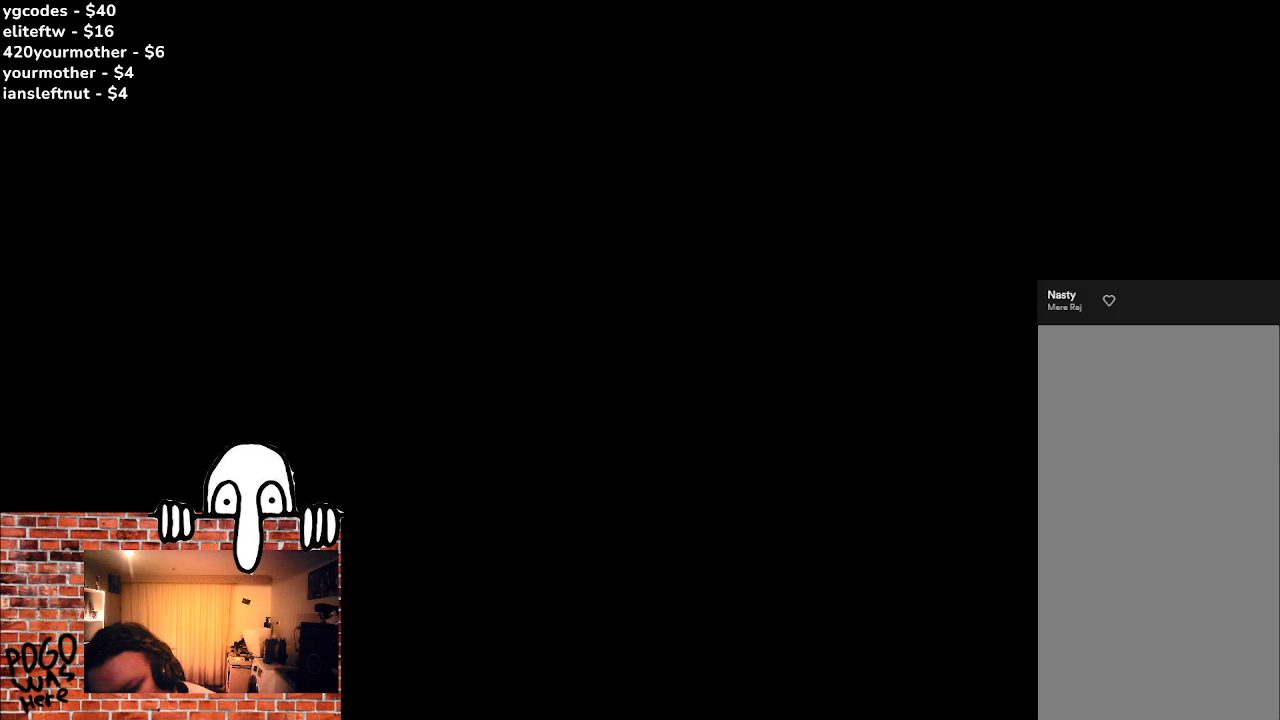 ygcodes - $40
eliteftw - $16
420yourmother - $6
yourmother - $4
iansleftnut - $4
Nasty
Mere Raj
POGO
WAS
Here